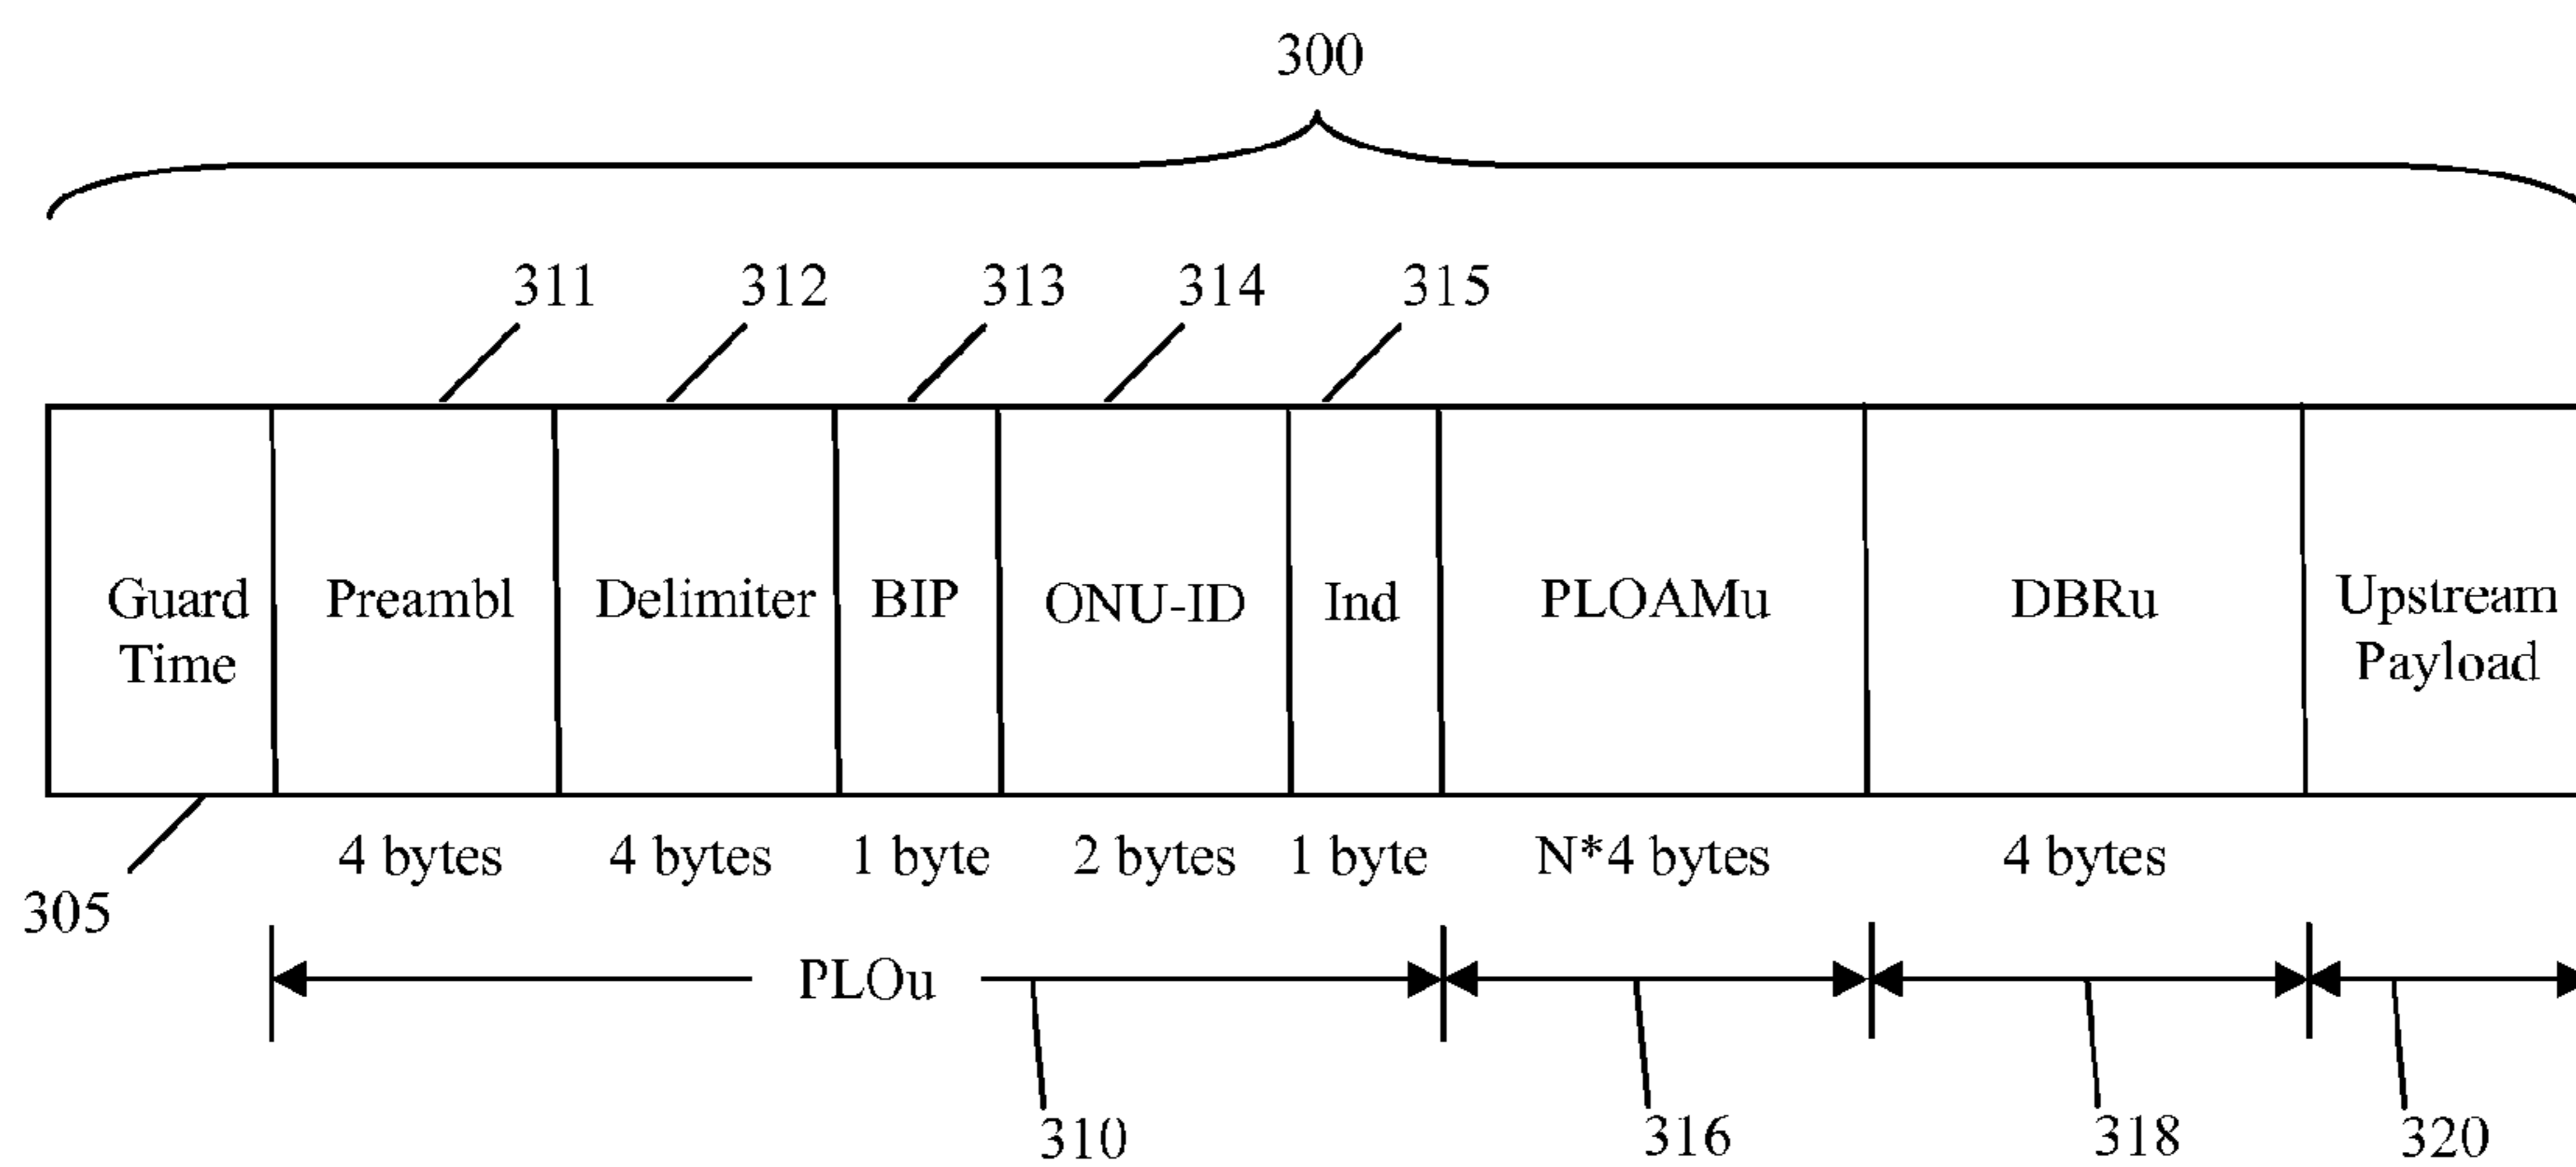 300
311 312 313 314 315
Guard Time Preambl Delimiter BIP ONU-ID Ind PLOAMu DBRu Upstream Payload
4 bytes 4 bytes 1 byte 2 bytes 1 byte N*4 bytes 4 bytes
305
PLOu
310 316 318 320